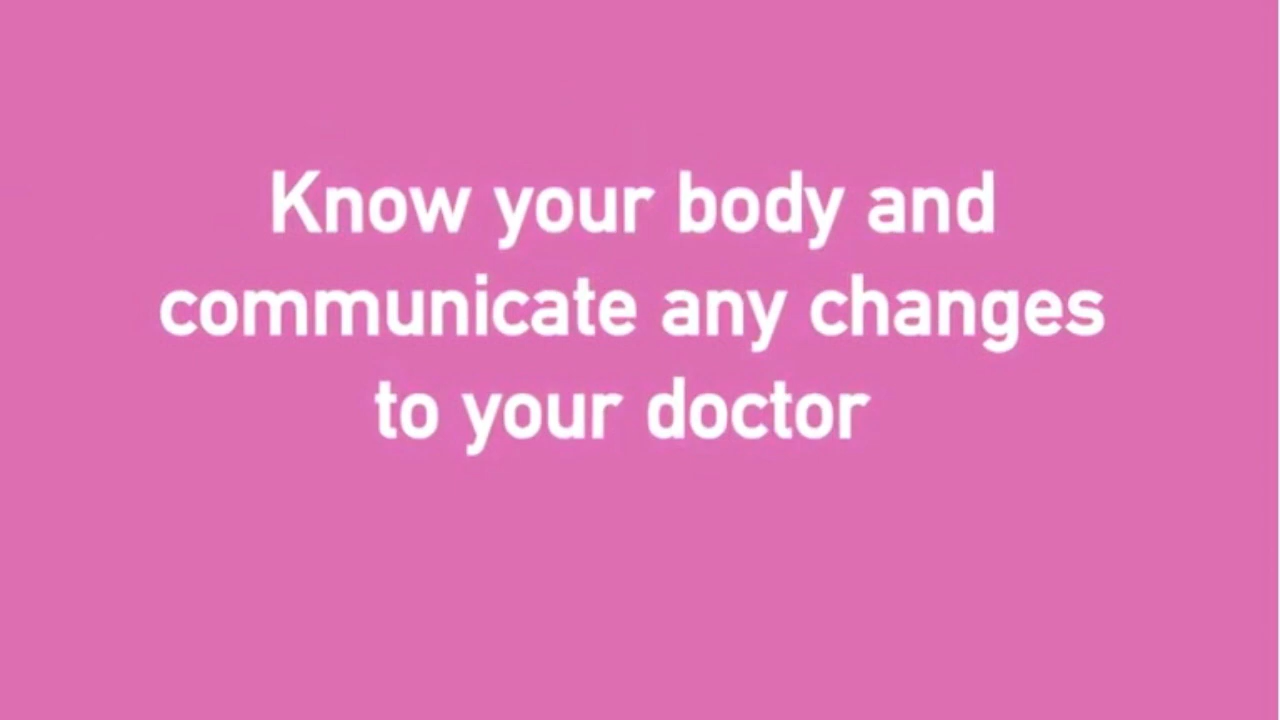 Know your body and
communicate any changes
to your doctor